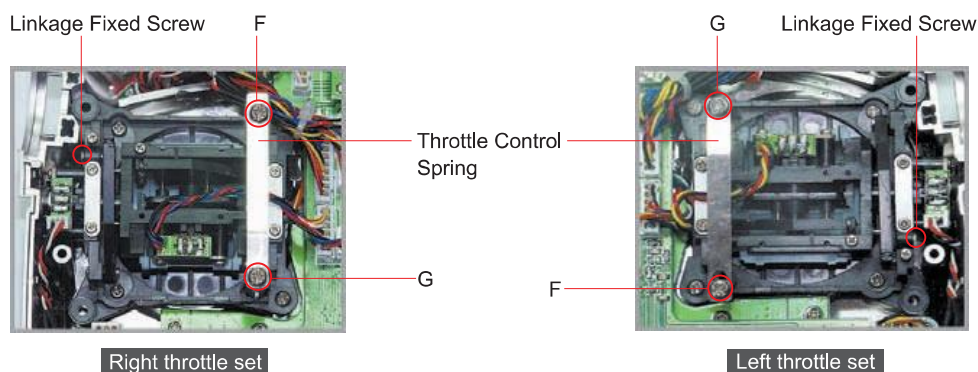 Linkage Fixed Screw
F
G
Linkage Fixed Screw
Throttle Control
Spring
G
F
Right throttle set
Left throttle set